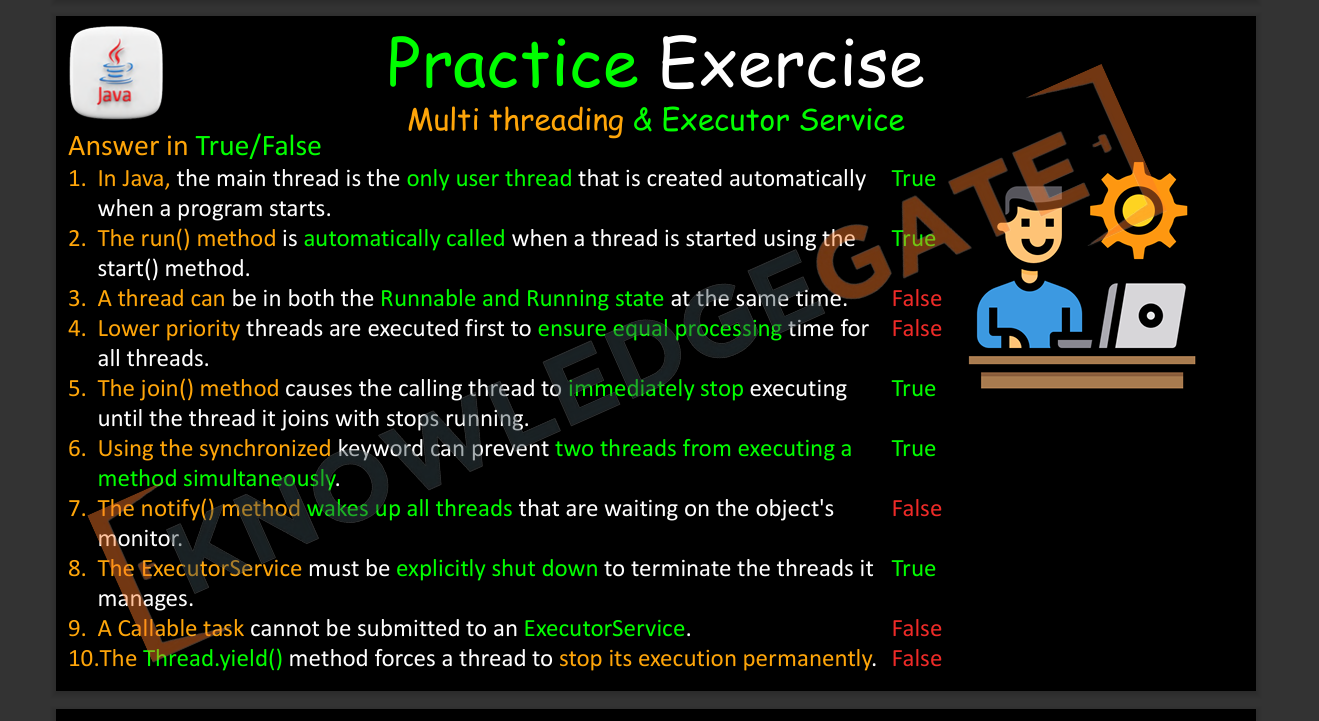 Java
Practice Exercise
Multi threading & Executor Service
Answer in True/False
1. In Java, the main thread is the only user thread that is created automatically True
when a program starts.
2. The run() method is automatically called when a thread is started using the True
start() method.
3. A thread can be in both the Runnable and Running state at the same time. False
4. Lower priority threads are executed first to ensure equal processing time for False
all threads.
5. The join() method causes the calling thread to immediately stop executing True
until the thread it joins with stops running.
6. Using the synchronized keyword can prevent two threads from executing a True
method simultaneously.
7. The notify() method wakes up all threads that are waiting on the object's False
monitor.
8. The ExecutorService must be explicitly shut down to terminate the threads it True
manages.
9. A Callable task cannot be submitted to an ExecutorService. False
10.The Thread.yield() method forces a thread to stop its execution permanently. False
KNOWLEDGEGATE